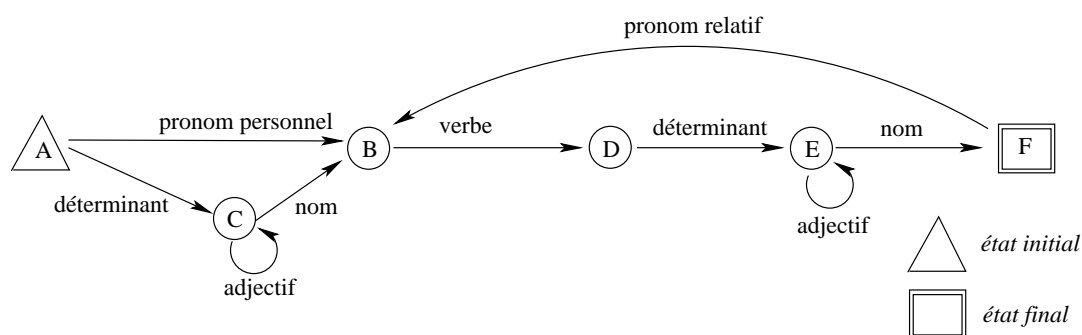 pronom relatif
pronom personnel
verbe
déterminant
nom
A
B
D
E
F
déterminant
C
nom
adjectif
adjectif
état initial
état final